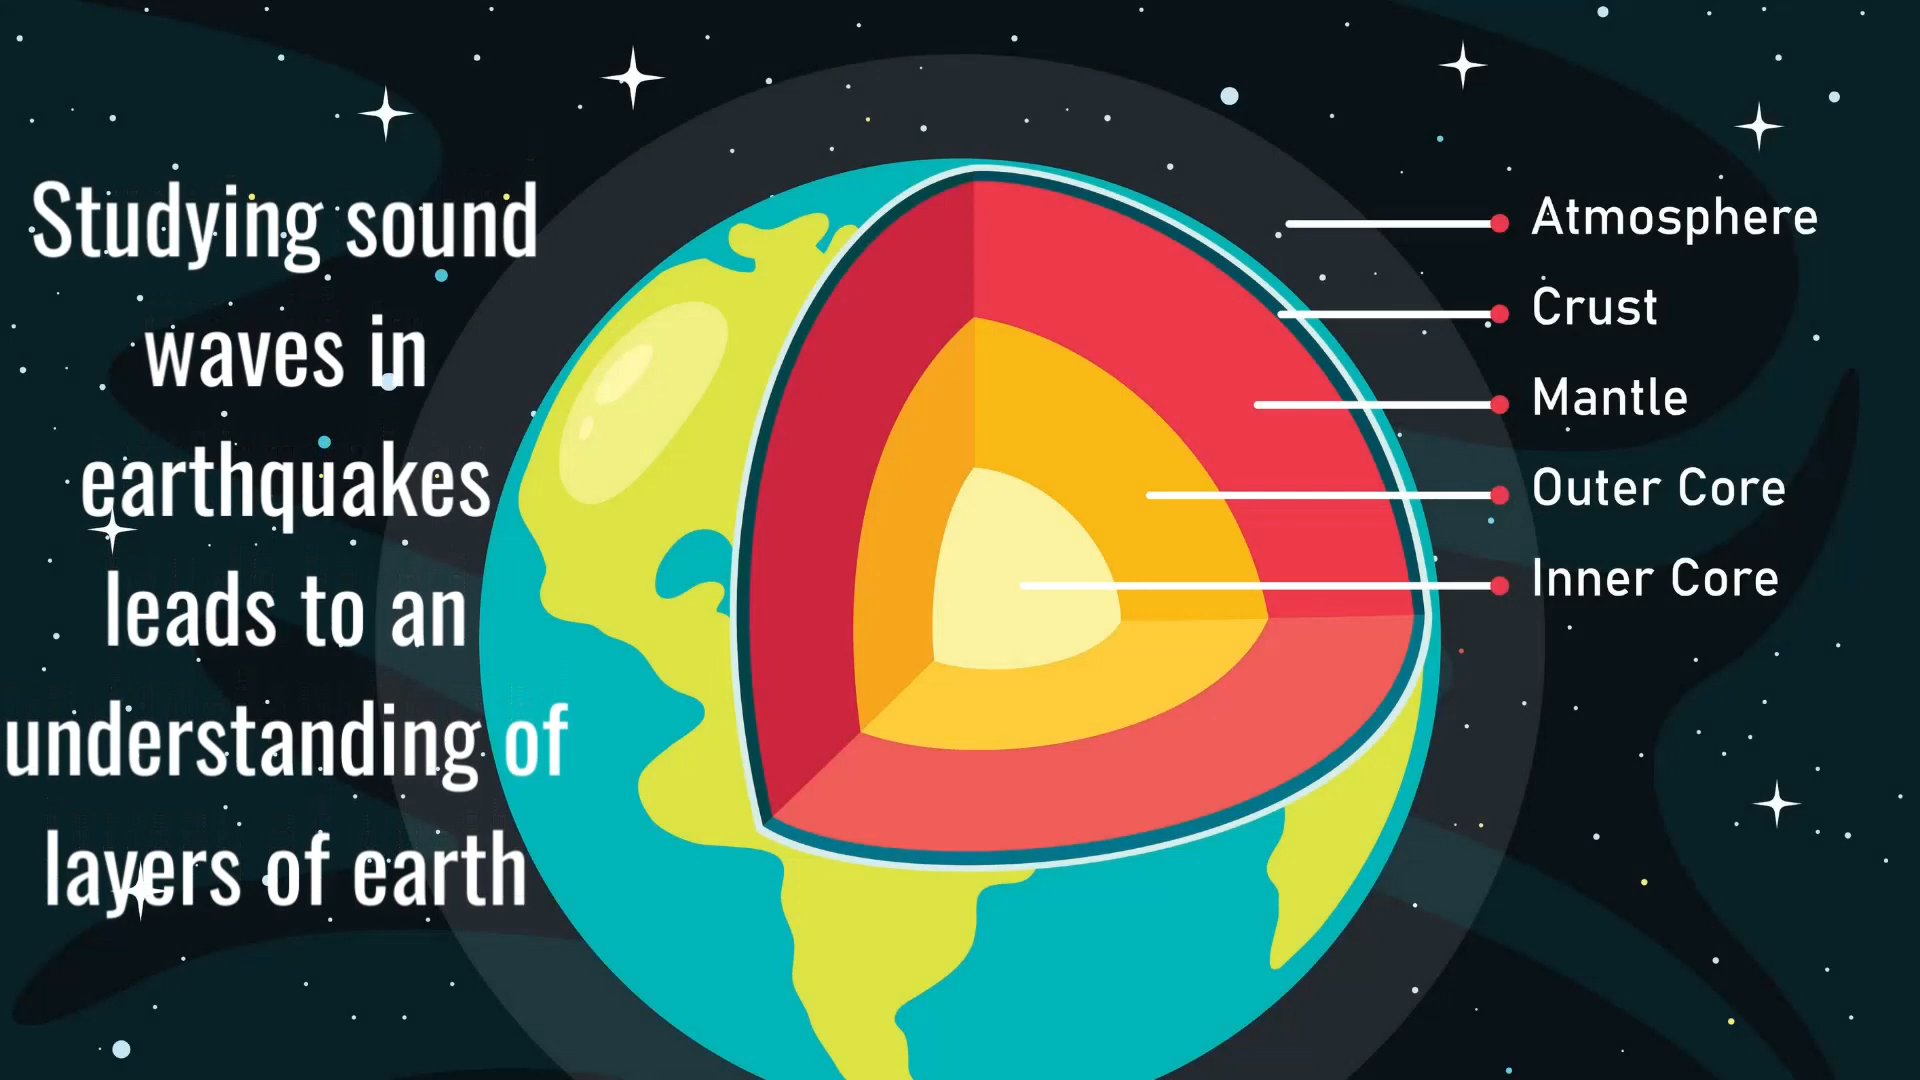 Studying sound
waves in
earthquakes
leads to an
understanding of
layers of earth
Atmosphere
Crust
Mantle
Outer Core
Inner Core